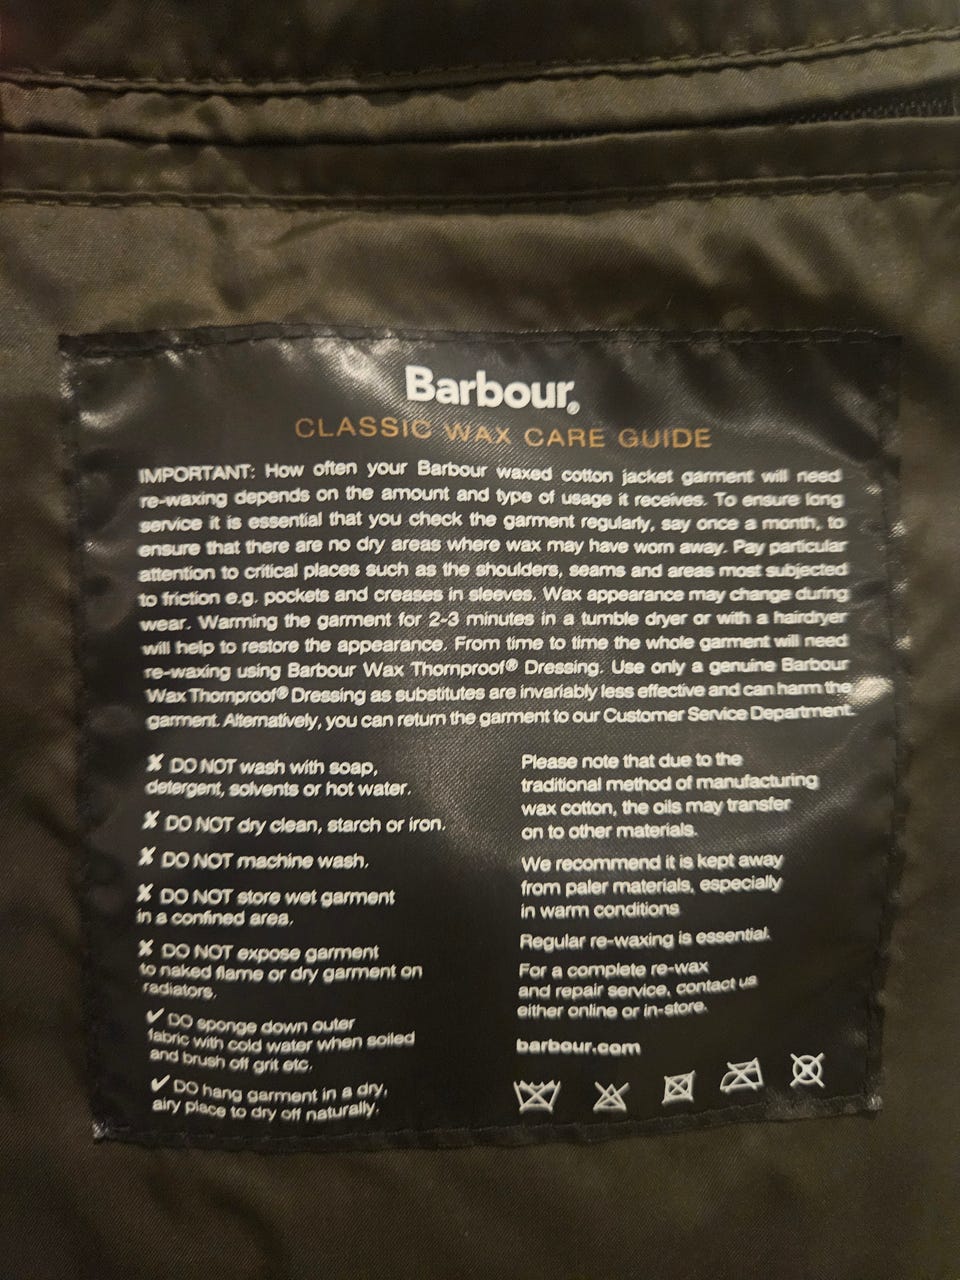 Barbour®
CLASSIC WAX CARE GUIDE
IMPORTANT: How often your Barbour waxed cotton jacket garment will need
re-waxing depends on the amount and type of usage it receives. To ensure long
service it is essential that you check the garment regularly, say once a month, to
ensure that there are no dry areas where wax may have worn away. Pay particular
attention to critical places such as the shoulders, seams and areas most subjected
to friction e.g. pockets and creases in sleeves. Wax appearance may change during
wear. Warming the garment for 2-3 minutes in a tumble dryer or with a hairdryer
will help to restore the appearance. From time to time the whole garment will need
re-waxing using Barbour Wax Thornproof® Dressing. Use only a genuine Barbour
Wax Thornproof® Dressing as substitutes are invariably less effective and can harm the
garment. Alternatively, you can return the garment to our Customer Service Department.
✘ DO NOT wash with soap,
detergent, solvents or hot water.
✘ DO NOT dry clean, starch or iron.
✘ DO NOT machine wash.
✘ DO NOT store wet garment
in a confined area.
✘ DO NOT expose garment
to naked flame or dry garment on
radiators.
✔ DO sponge down outer
fabric with cold water when soiled
and brush off grit etc.
✔ DO hang garment in a dry,
airy place to dry off naturally.
Please note that due to the
traditional method of manufacturing
wax cotton, the oils may transfer
on to other materials.
We recommend it is kept away
from paler materials, especially
in warm conditions
Regular re-waxing is essential.
For a complete re-wax
and repair service, contact us
either online or in-store.
barbour.com